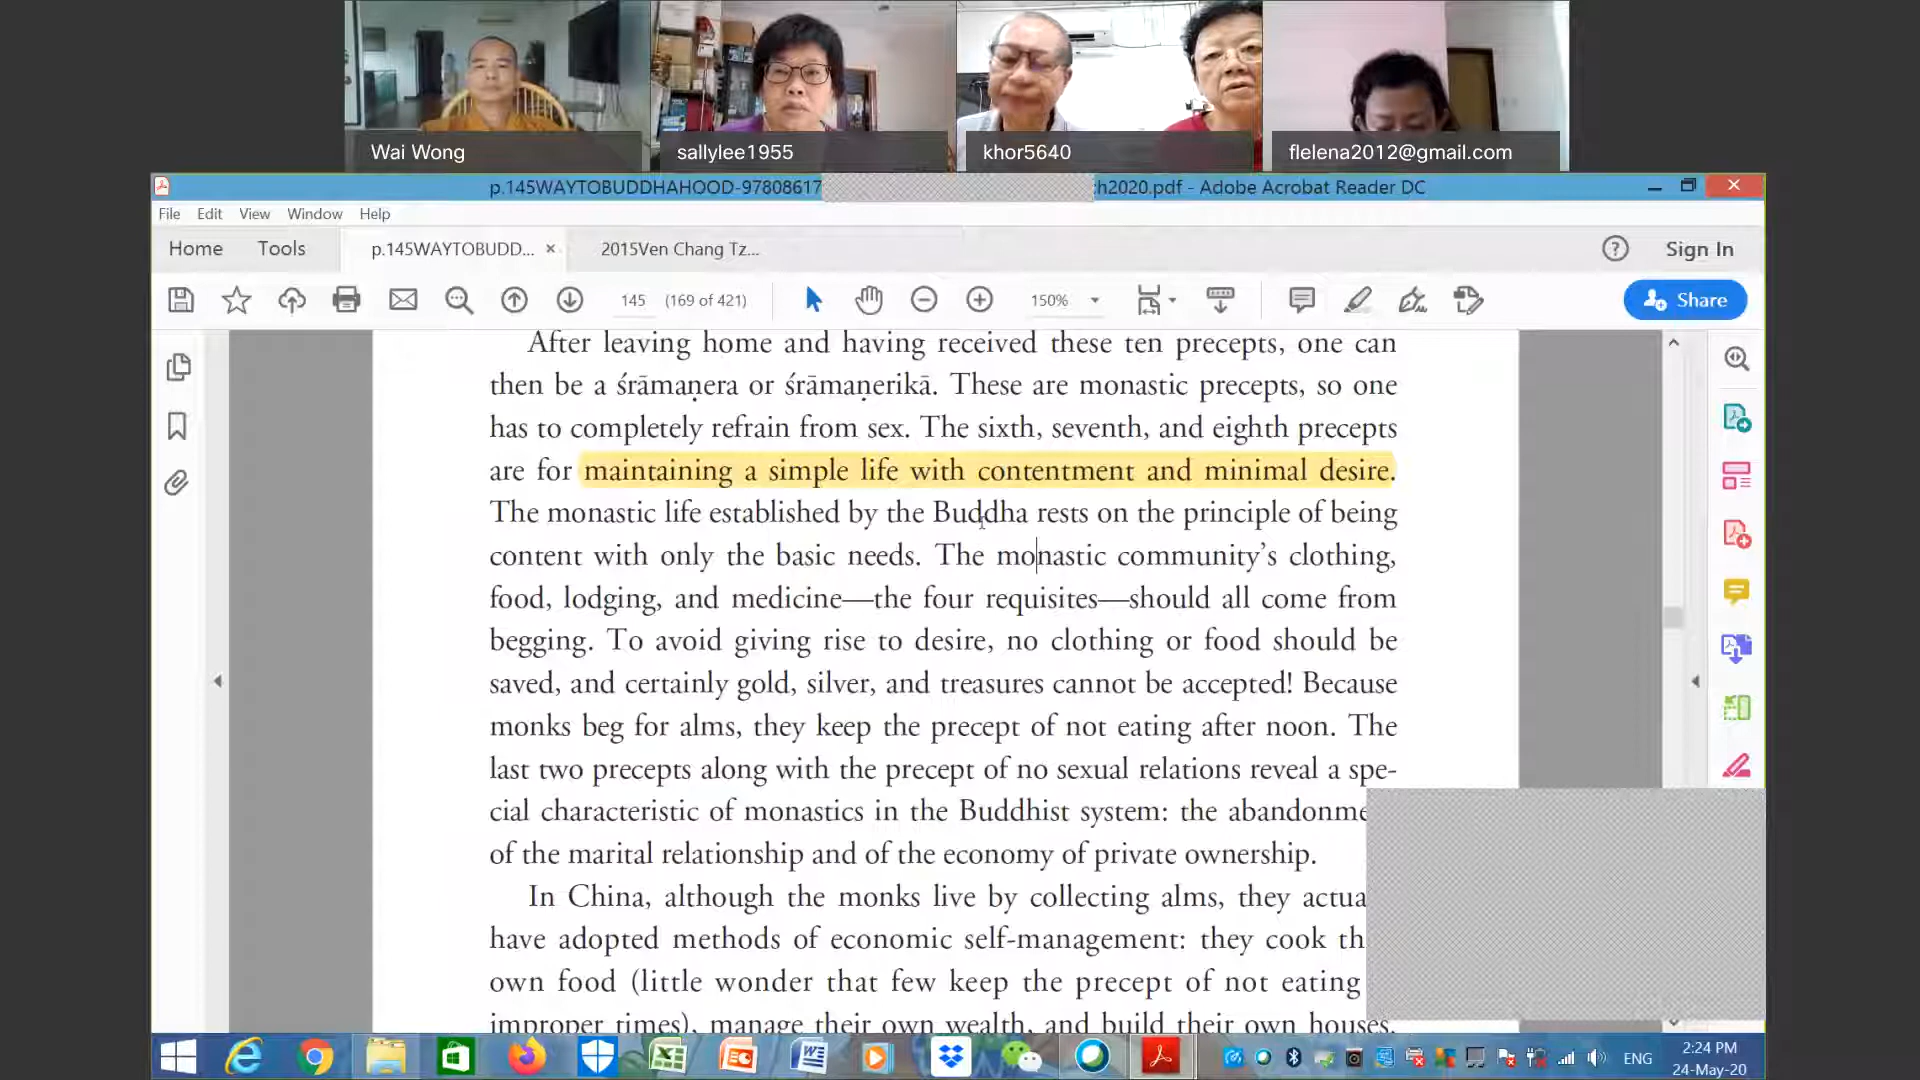 Wai Wong
sallylee1955
khor5640
flelena2012@gmail.com
p.145WAYTOBUDDHAHOOD-97808617
h2020.pdf - Adobe Acrobat Reader DC
File Edit View Window Help
Home Tools p.145WAYTOBUDD... × 2015Ven Chang Tz... ? Sign In
145 (169 of 421) 150% Share
After leaving home and having received these ten precepts, one can
then be a śrāmaṇera or śrāmaṇerikā. These are monastic precepts, so one
has to completely refrain from sex. The sixth, seventh, and eighth precepts
are for maintaining a simple life with contentment and minimal desire.
The monastic life established by the Buddha rests on the principle of being
content with only the basic needs. The monastic community’s clothing,
food, lodging, and medicine—the four requisites—should all come from
begging. To avoid giving rise to desire, no clothing or food should be
saved, and certainly gold, silver, and treasures cannot be accepted! Because
monks beg for alms, they keep the precept of not eating after noon. The
last two precepts along with the precept of no sexual relations reveal a spe-
cial characteristic of monastics in the Buddhist system: the abandonme
of the marital relationship and of the economy of private ownership.
In China, although the monks live by collecting alms, they actua
have adopted methods of economic self-management: they cook th
own food (little wonder that few keep the precept of not eating
improper times), manage their own wealth, and build their own houses.
ENG
2:24 PM
24-May-20